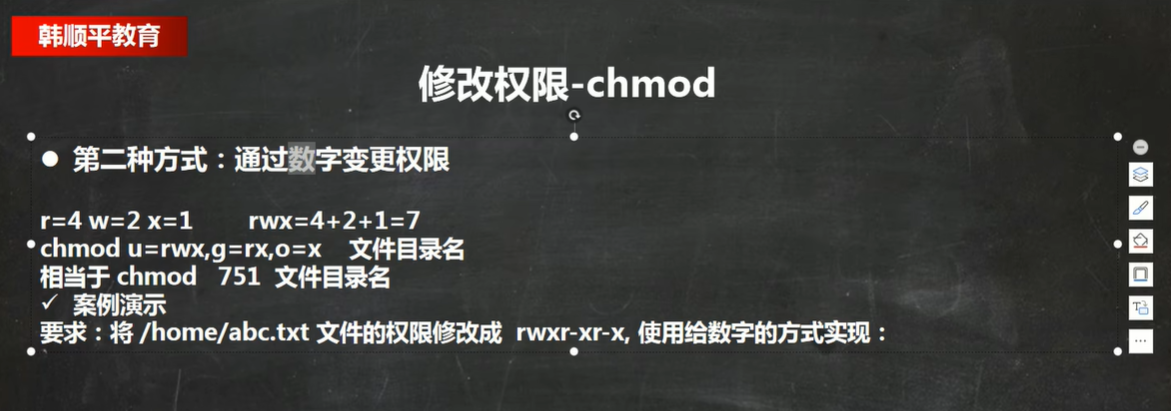 韩顺平教育
修改权限-chmod
● 第二种方式：通过数字变更权限
r=4 w=2 x=1 rwx=4+2+1=7
chmod u=rwx,g=rx,o=x 文件目录名
相当于 chmod 751 文件目录名
✓ 案例演示
要求：将 /home/abc.txt 文件的权限修改成 rwxr-xr-x, 使用给数字的方式实现：